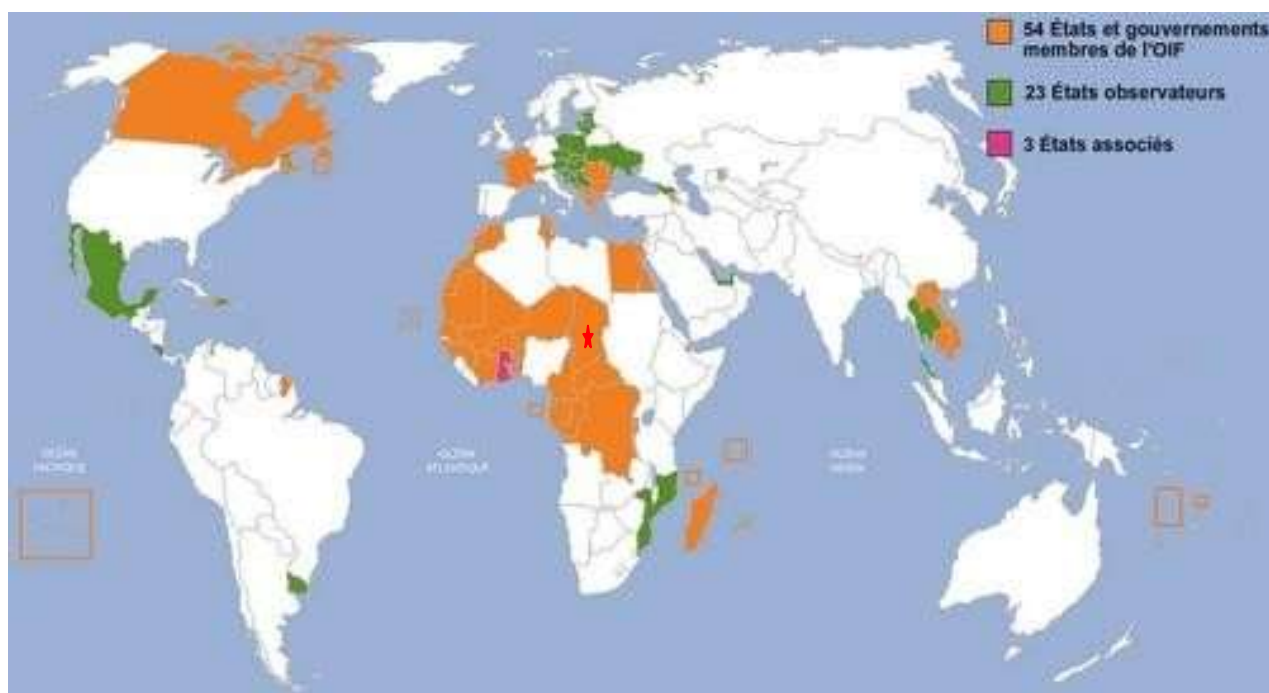 54 États et gouvernements
membres de l'OIF
23 États observateurs
3 États associés